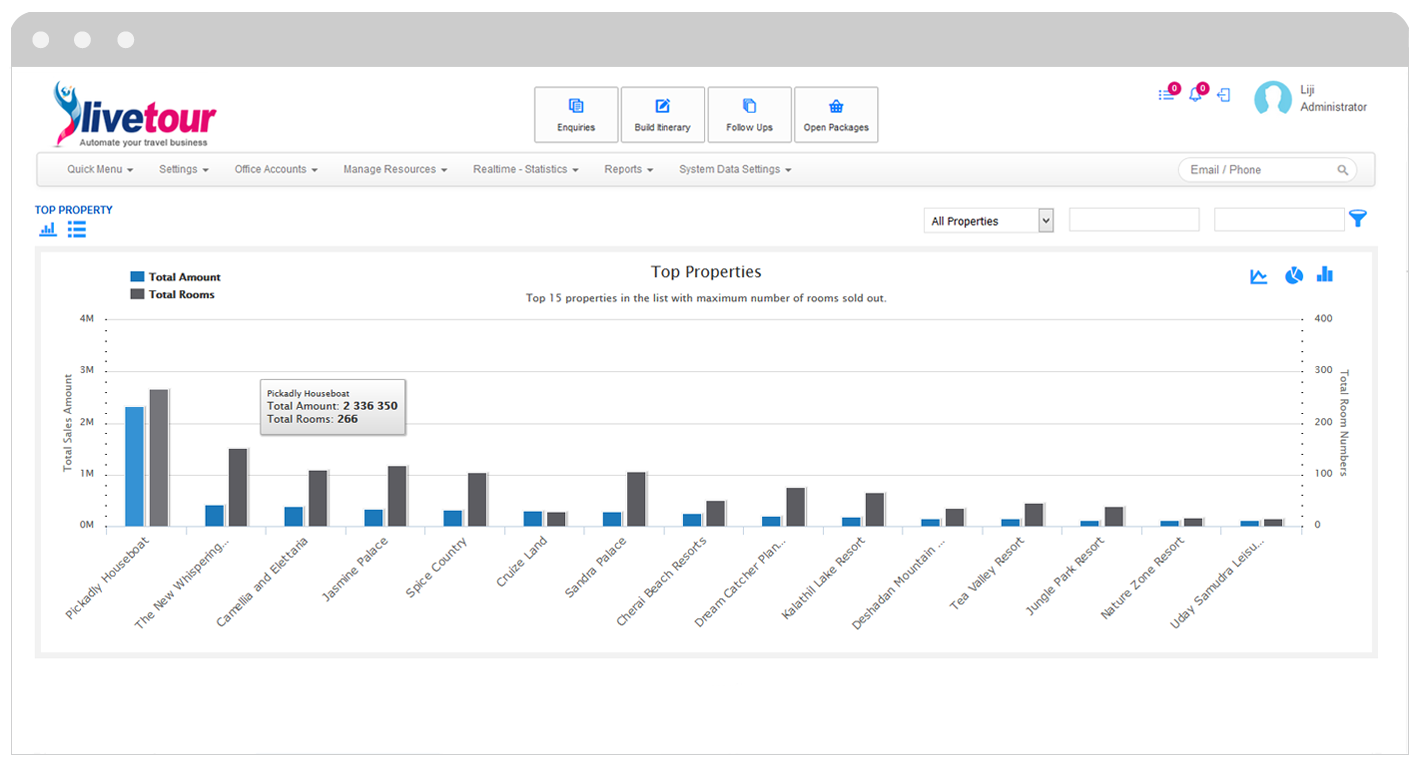 livetour
Automate your travel business
Enquiries
Build Itinerary
Follow Ups
Open Packages
0
0
Liji
Administrator
Quick Menu
Settings
Office Accounts
Manage Resources
Realtime - Statistics
Reports
System Data Settings
Email / Phone
TOP PROPERTY
All Properties
Total Amount
Total Rooms
Top Properties
Top 15 properties in the list with maximum number of rooms sold out.
4M
3M
2M
1M
0M
Total Sales Amount
400
300
200
100
0
Total Room Numbers
Pickadly Houseboat
Total Amount: 2 336 350
Total Rooms: 266
Pickadly Houseboat
The New Whispering...
Camellia and Elettaria
Jasmine Palace
Spice Country
Cruize Land
Sandra Palace
Cherai Beach Resorts
Dream Catcher Plan...
Kalathil Lake Resort
Deshadan Mountain ...
Tea Valley Resort
Jungle Park Resort
Nature Zone Resort
Uday Samudra Leisu...